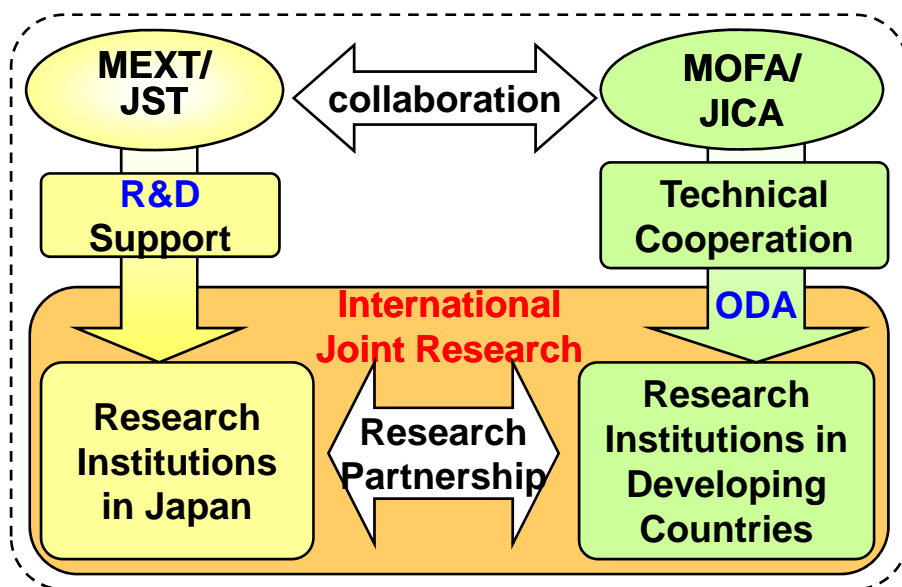 MEXT/
JST
collaboration
MOFA/
JICA
R&D
Support
Technical
Cooperation
International
Joint Research
ODA
Research
Institutions
in Japan
Research
Partnership
Research
Institutions in
Developing
Countries